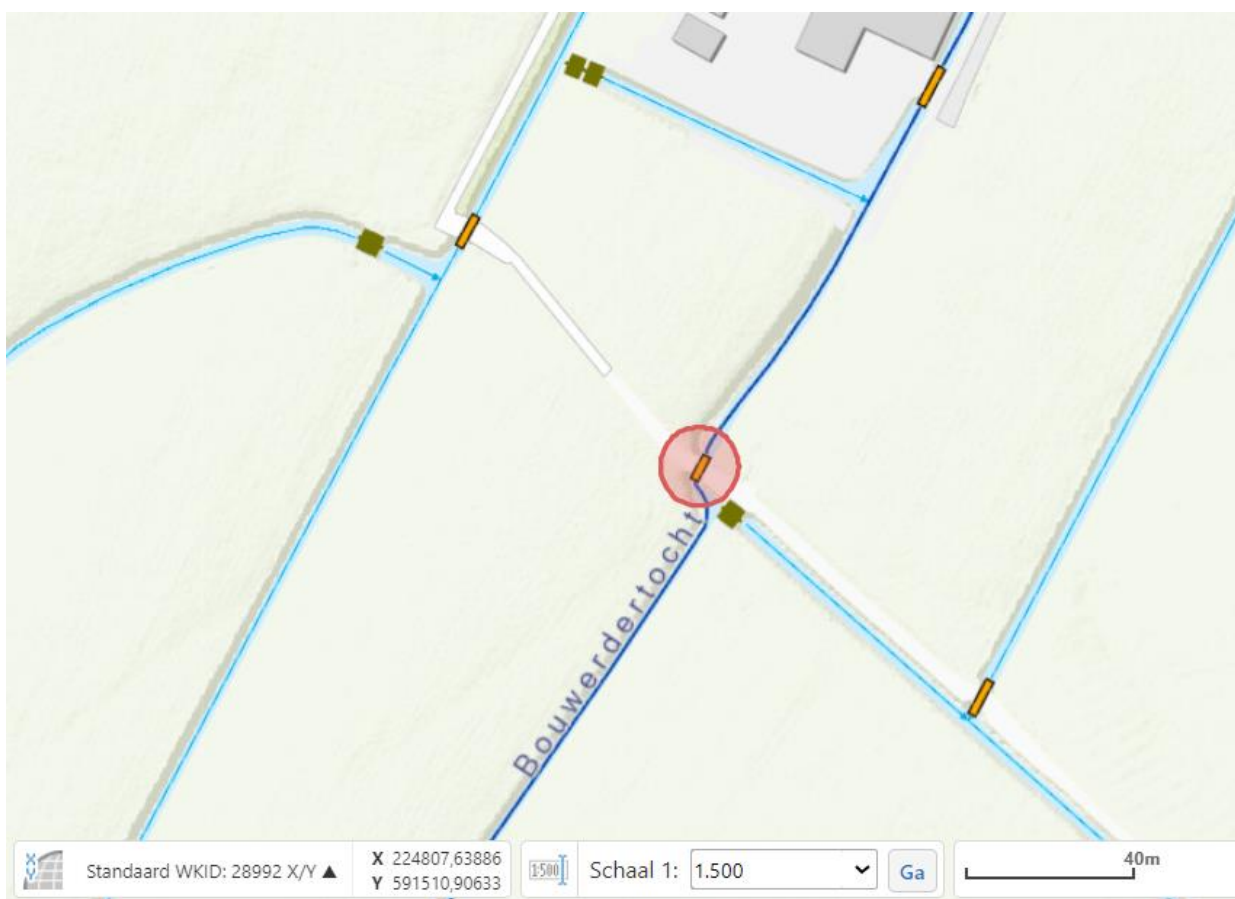 Bouwerdertocht
X
Y
Standaard WKID: 28992 X/Y ▲
X 224807,63886
Y 591510,90633
1:500
Schaal 1:
1.500
Ga
40m